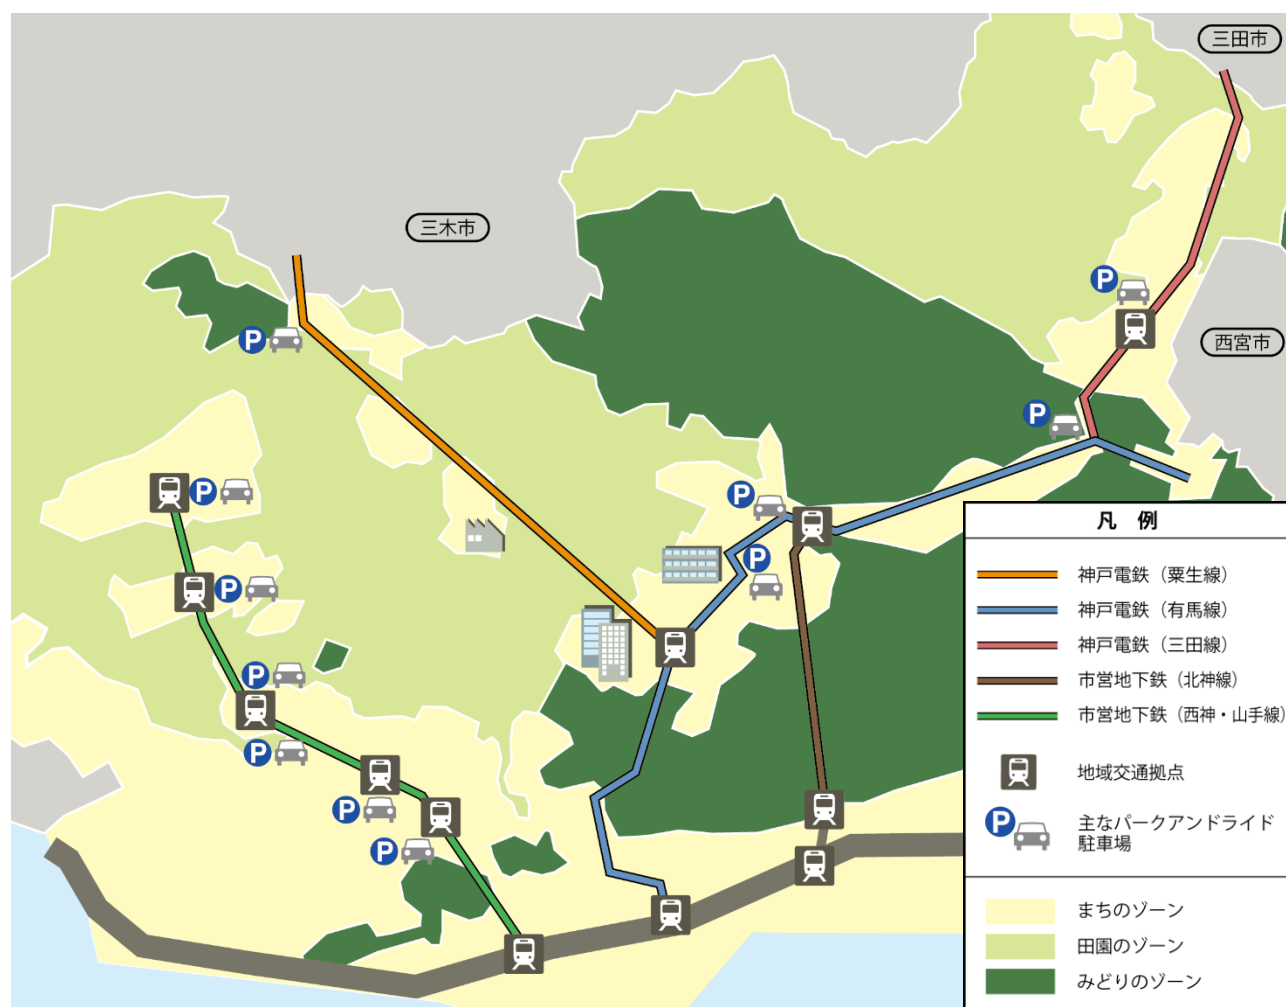 三田市
三木市
西宮市
P
P
P
P
P
P
P
P
P
P
P
P
凡 例
神戸電鉄（粟生線）
神戸電鉄（有馬線）
神戸電鉄（三田線）
市営地下鉄（北神線）
市営地下鉄（西神・山手線）
地域交通拠点
P
主なパークアンドライド
駐車場
まちのゾーン
田園のゾーン
みどりのゾーン